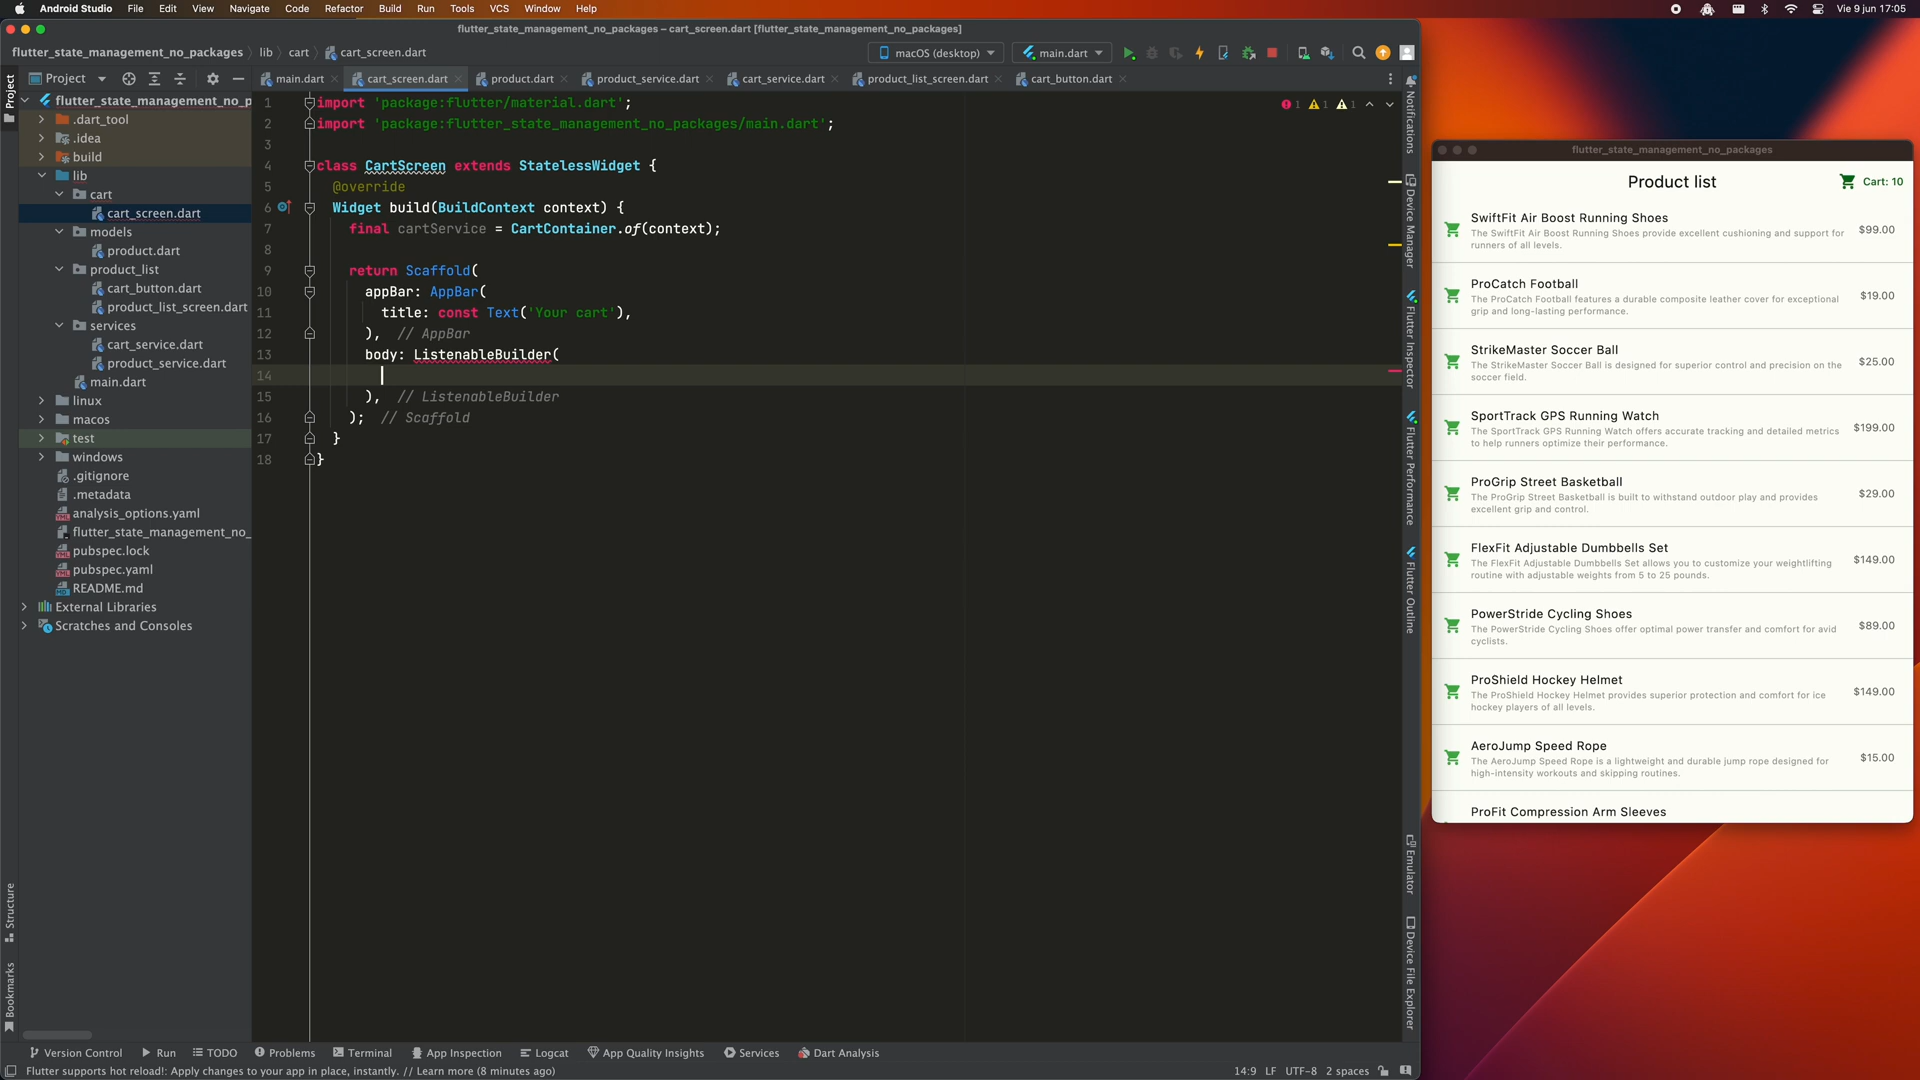 Android Studio File Edit View Navigate Code Refactor Build Run Tools VCS Window Help Vie 9 jun 17:05
flutter_state_management_no_packages – cart_screen.dart [flutter_state_management_no_packages]
flutter_state_management_no_packages lib cart cart_screen.dart macOS (desktop) main.dart
Project main.dart cart_screen.dart product.dart product_service.dart cart_service.dart product_list_screen.dart cart_button.dart
Project
flutter_state_management_no_p
.dart_tool
.idea
build
lib
cart
cart_screen.dart
models
product.dart
product_list
cart_button.dart
product_list_screen.dart
services
cart_service.dart
product_service.dart
main.dart
linux
macos
test
windows
.gitignore
.metadata
analysis_options.yaml
flutter_state_management_no_
pubspec.lock
pubspec.yaml
README.md
External Libraries
Scratches and Consoles
Structure
Bookmarks
1 import 'package:flutter/material.dart';
2 import 'package:flutter_state_management_no_packages/main.dart';
3
4 class CartScreen extends StatelessWidget {
5 @override
6 Widget build(BuildContext context) {
7 final cartService = CartContainer.of(context);
8
9 return Scaffold(
10 appBar: AppBar(
11 title: const Text('Your cart'),
12 ), // AppBar
13 body: ListenableBuilder(
14
15 ), // ListenableBuilder
16 ); // Scaffold
17 }
18 }
1 1 1
Notifications
Device Manager
Flutter Inspector
Flutter Performance
Flutter Outline
Emulator
Device File Explorer
flutter_state_management_no_packages
Product list Cart: 10
SwiftFit Air Boost Running Shoes
The SwiftFit Air Boost Running Shoes provide excellent cushioning and support for
runners of all levels.
$99.00
ProCatch Football
The ProCatch Football features a durable composite leather cover for exceptional
grip and long-lasting performance.
$19.00
StrikeMaster Soccer Ball
The StrikeMaster Soccer Ball is designed for superior control and precision on the
soccer field.
$25.00
SportTrack GPS Running Watch
The SportTrack GPS Running Watch offers accurate tracking and detailed metrics
to help runners optimize their performance.
$199.00
ProGrip Street Basketball
The ProGrip Street Basketball is built to withstand outdoor play and provides
excellent grip and control.
$29.00
FlexFit Adjustable Dumbbells Set
The FlexFit Adjustable Dumbbells Set allows you to customize your weightlifting
routine with adjustable weights from 5 to 25 pounds.
$149.00
PowerStride Cycling Shoes
The PowerStride Cycling Shoes offer optimal power transfer and comfort for avid
cyclists.
$89.00
ProShield Hockey Helmet
The ProShield Hockey Helmet provides superior protection and comfort for ice
hockey players of all levels.
$149.00
AeroJump Speed Rope
The AeroJump Speed Rope is a lightweight and durable jump rope designed for
high-intensity workouts and skipping routines.
$15.00
ProFit Compression Arm Sleeves
Version Control Run TODO Problems Terminal App Inspection Logcat App Quality Insights Services Dart Analysis
Flutter supports hot reload!: Apply changes to your app in place, instantly. // Learn more (8 minutes ago) 14:9 LF UTF-8 2 spaces